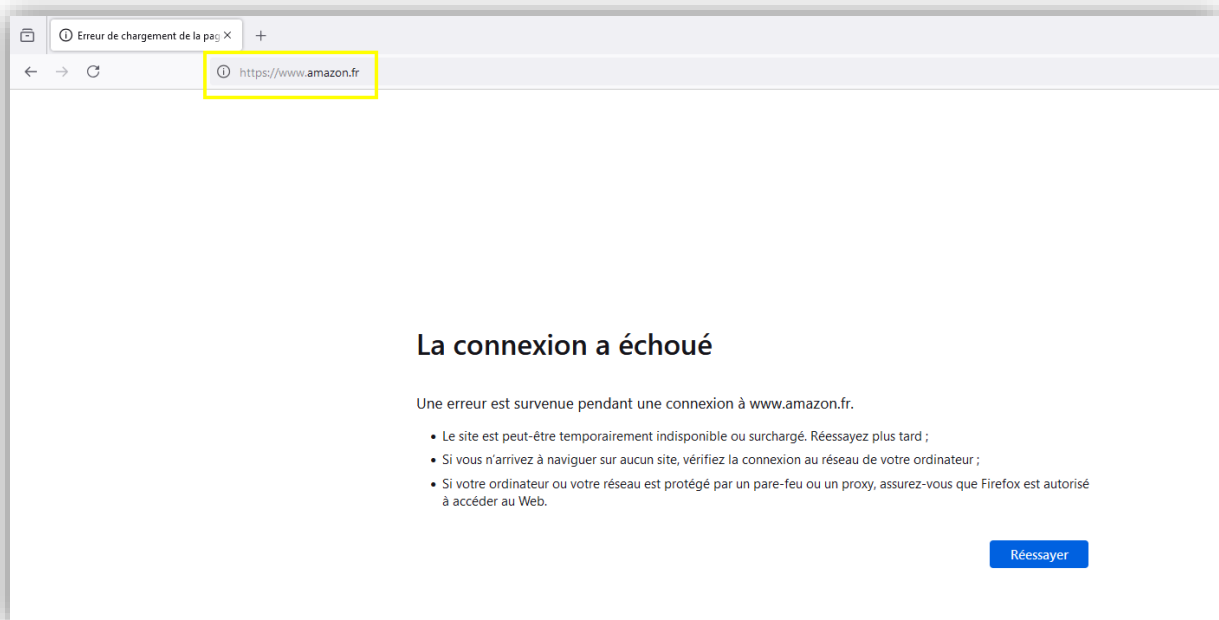 Erreur de chargement de la pag
https://www.amazon.fr
La connexion a échoué
Une erreur est survenue pendant une connexion à www.amazon.fr.
• Le site est peut-être temporairement indisponible ou surchargé. Réessayez plus tard ;
• Si vous n'arrivez à naviguer sur aucun site, vérifiez la connexion au réseau de votre ordinateur ;
• Si votre ordinateur ou votre réseau est protégé par un pare-feu ou un proxy, assurez-vous que Firefox est autorisé
à accéder au Web.
Réessayer